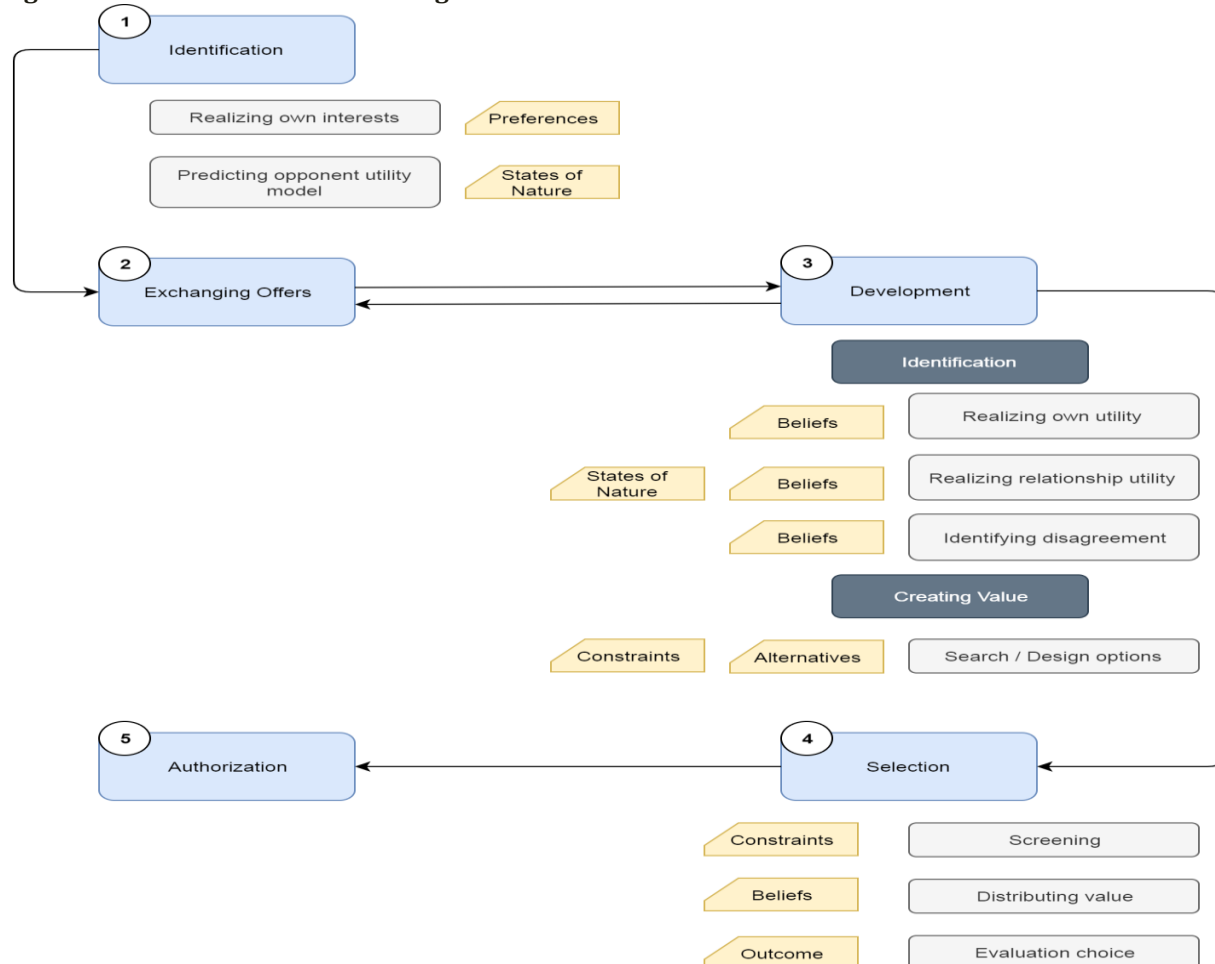 1
Identification
Realizing own interests
Preferences
Predicting opponent utility
model
States of
Nature
2
Exchanging Offers
3
Development
Identification
Beliefs
Realizing own utility
States of
Nature
Beliefs
Realizing relationship utility
Beliefs
Identifying disagreement
Creating Value
Constraints
Alternatives
Search / Design options
5
Authorization
4
Selection
Constraints
Screening
Beliefs
Distributing value
Outcome
Evaluation choice